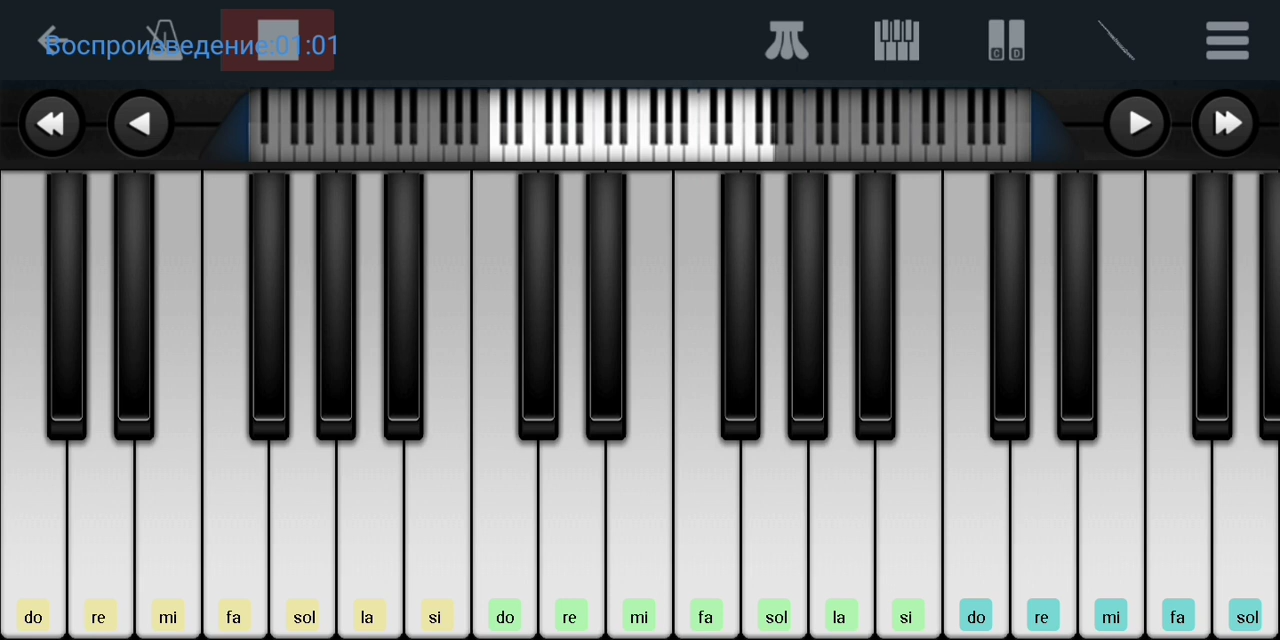 Воспроизведение:01:01
C D
do re mi fa sol la si do re mi fa sol la si do re mi fa sol